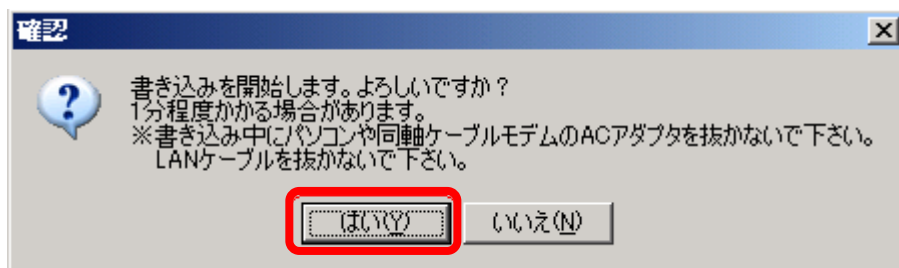 確認
書き込みを開始します。よろしいですか？
1分程度かかる場合があります。
※書き込み中にパソコンや同軸ケーブルモデムのACアダプタを抜かないで下さい。
LANケーブルを抜かないで下さい。
はい(Y) いいえ(N)